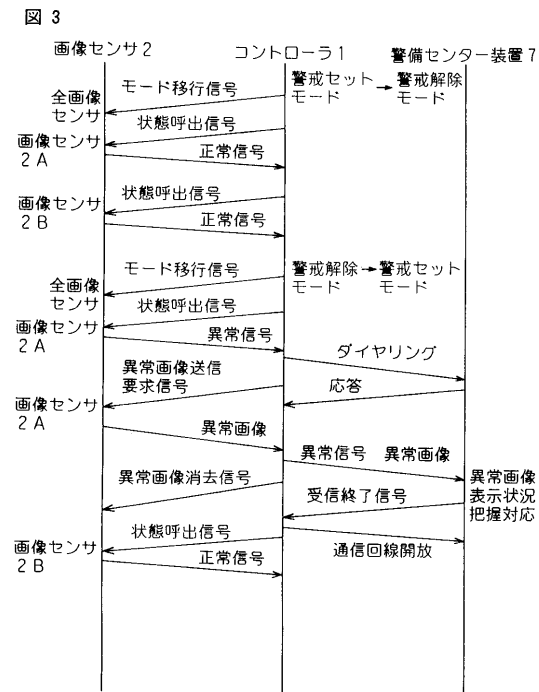 図 3
画像センサ2 コントローラ1 警備センター装置7
モード移行信号 警戒セット → 警戒解除
モード モード
全画像
センサ
状態呼出信号
画像センサ
2A
正常信号
状態呼出信号
画像センサ
2B
正常信号
モード移行信号 警戒解除 → 警戒セット
モード モード
全画像
センサ
状態呼出信号
画像センサ
2A
異常信号
ダイヤリング
異常画像送信
要求信号
応答
画像センサ
2A
異常画像
異常信号 異常画像
異常画像消去信号
異常画像
表示状況
把握対応
受信終了信号
状態呼出信号
画像センサ
2B
正常信号
通信回線開放